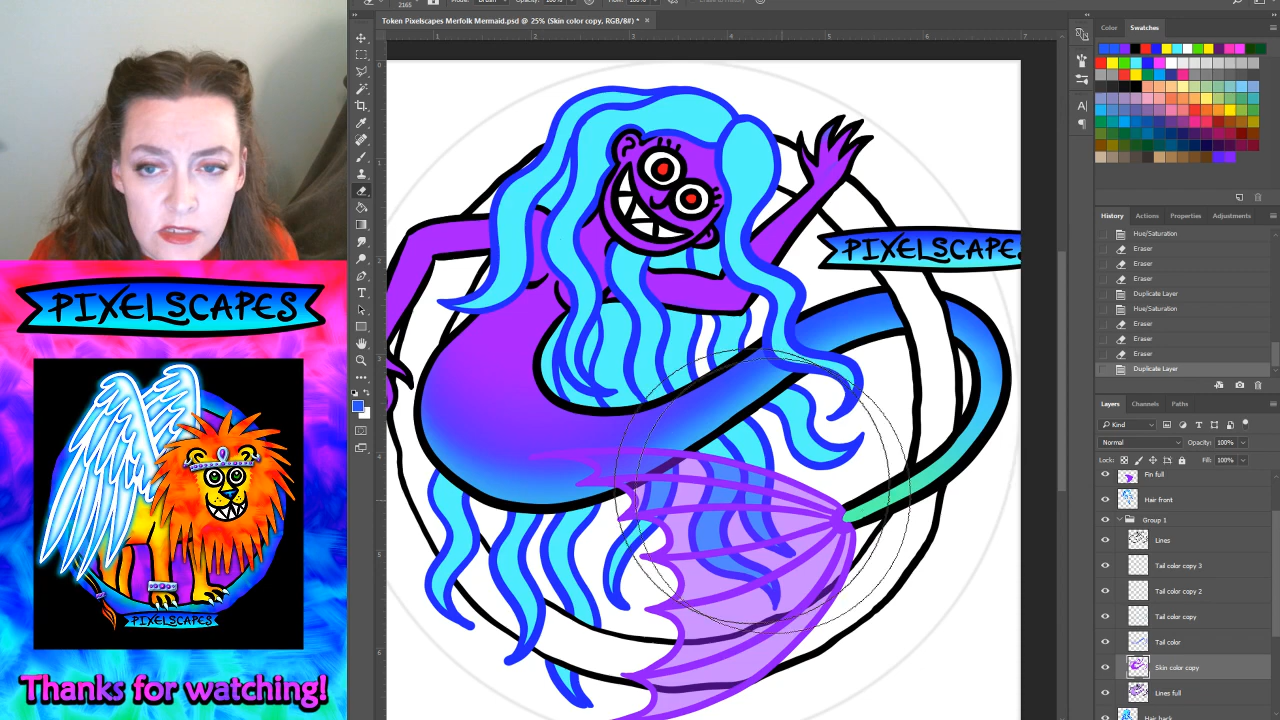 2165
Token Pixelscapes Merfolk Mermaid.psd @ 25% (Skin color copy, RGB/8#) *
Color
Swatches
PIXELSCAPES
PIXELSCAPES
PIXELSCAPES
Thanks for watching!
History
Actions
Properties
Adjustments
Hue/Saturation
Eraser
Eraser
Eraser
Duplicate Layer
Hue/Saturation
Eraser
Eraser
Eraser
Duplicate Layer
Layers
Channels
Paths
Kind
Normal
Opacity: 100%
Lock:
Fill: 100%
Fin full
Hair front
Group 1
Lines
Tail color copy 3
Tail color copy 2
Tail color copy
Tail color
Skin color copy
Lines full
Hair back